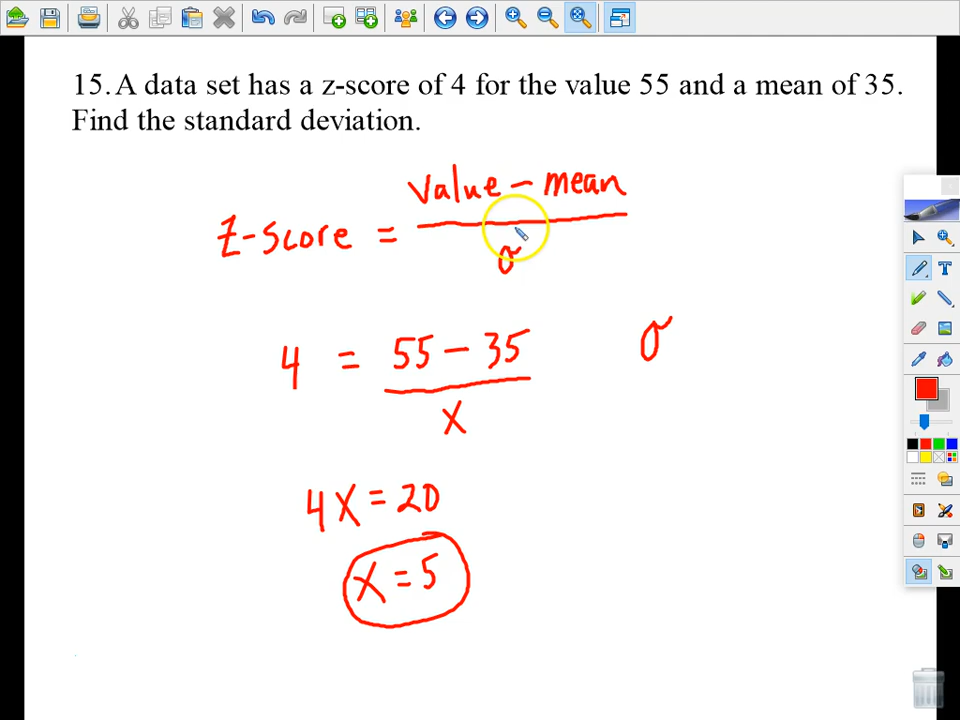 15. A data set has a z-score of 4 for the value 55 and a mean of 35.
Find the standard deviation.
value - mean
Z-score =
σ
4 = 55 - 35
x
σ
4x = 20
x = 5
T